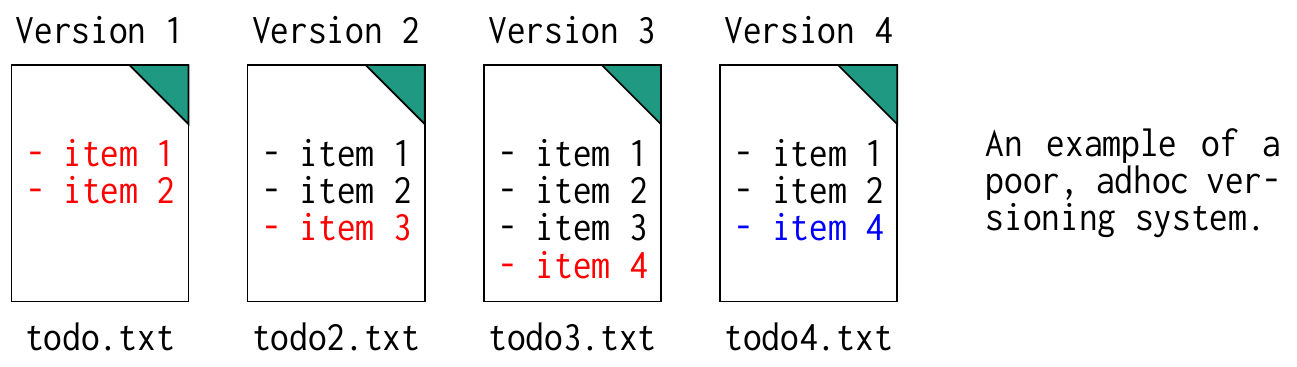 Version 1
- item 1
- item 2
todo.txt
Version 2
- item 1
- item 2
- item 3
todo2.txt
Version 3
- item 1
- item 2
- item 3
- item 4
todo3.txt
Version 4
- item 1
- item 2
- item 4
todo4.txt
An example of a
poor, adhoc ver-
sioning system.